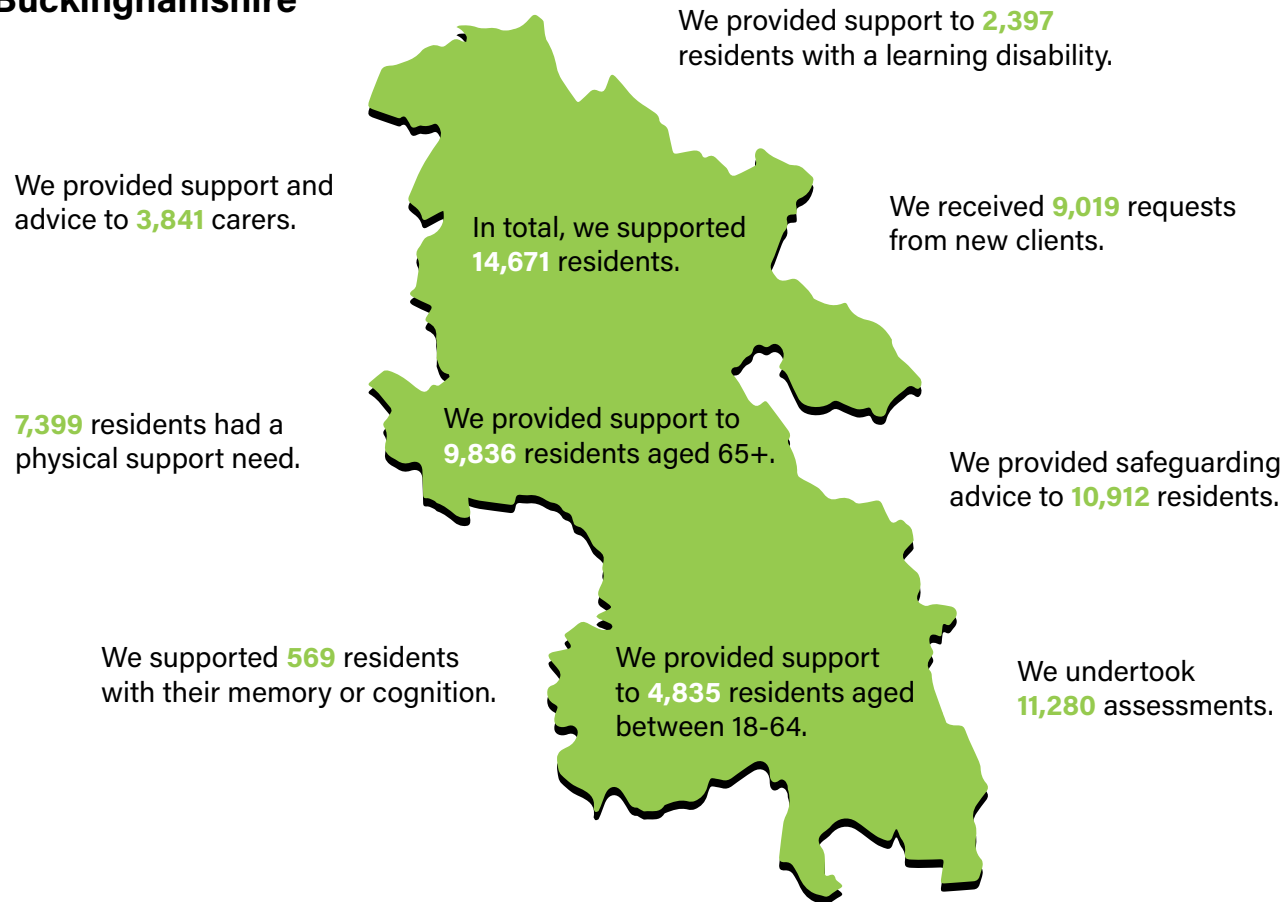 Buckinghamshire
We provided support to 2,397
residents with a learning disability.
We provided support and
advice to 3,841 carers.
In total, we supported
14,671 residents.
We received 9,019 requests
from new clients.
7,399 residents had a
physical support need.
We provided support to
9,836 residents aged 65+.
We provided safeguarding
advice to 10,912 residents.
We supported 569 residents
with their memory or cognition.
We provided support
to 4,835 residents aged
between 18-64.
We undertook
11,280 assessments.